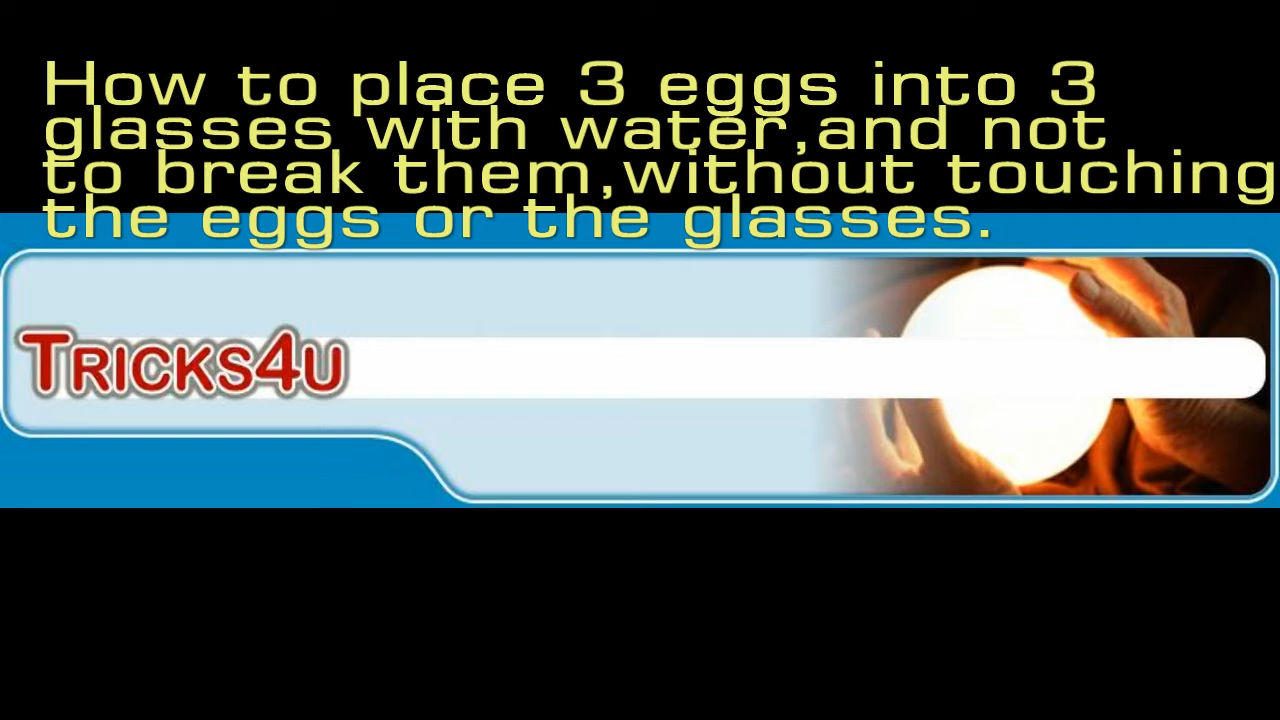 How to place 3 eggs into 3
glasses with water,and not
to break them,without touching
the eggs or the glasses.
TRICKS4U